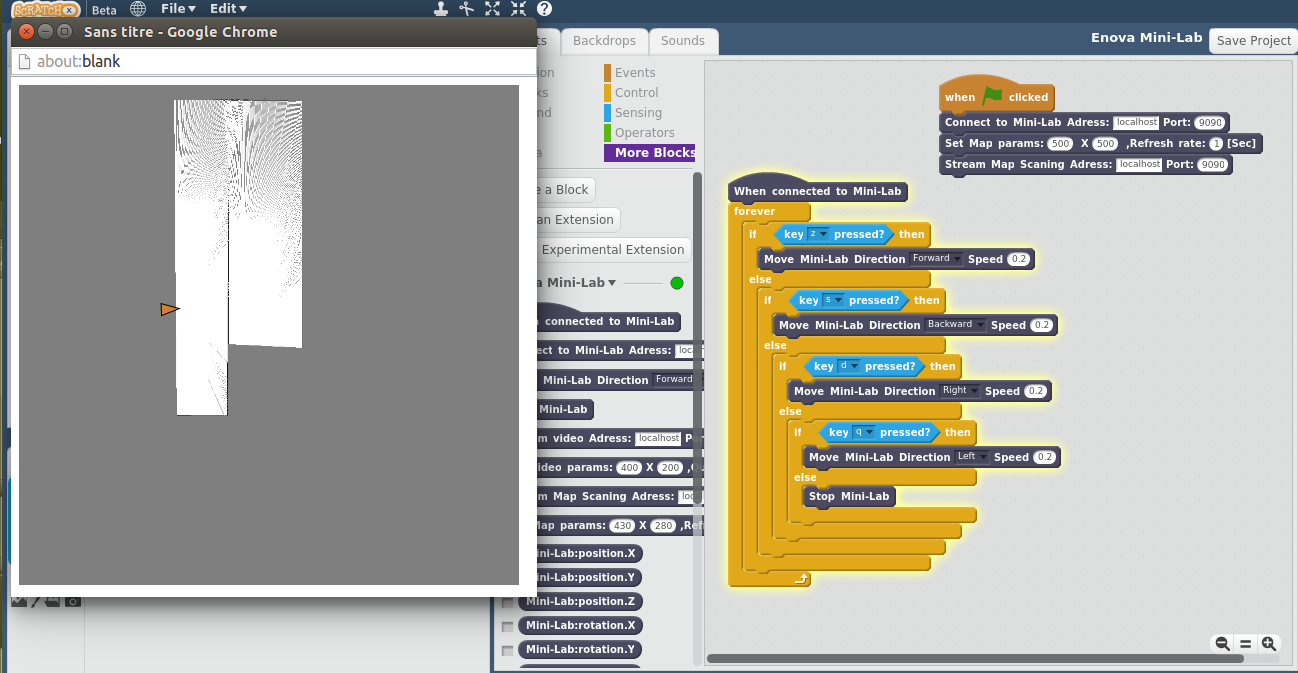 SCRATCH
Beta
File
Edit
?
Sans titre - Google Chrome
about:blank
Backdrops
Sounds
Enova Mini-Lab
Save Project
Events
Control
Sensing
Operators
More Blocks
e a Block
an Extension
Experimental Extension
a Mini-Lab
connected to Mini-Lab
ect to Mini-Lab Adress:
Mini-Lab Direction Forward
Mini-Lab
m video Adress: localhost
ideo params: 400 X 200
m Map Scaning Adress:
Map params: 430 X 280 ,Ref
ini-Lab:position.X
ini-Lab:position.Y
Mini-Lab:position.Z
Mini-Lab:rotation.X
Mini-Lab:rotation.Y
when clicked
Connect to Mini-Lab Adress: localhost Port: 9090
Set Map params: 500 X 500 ,Refresh rate: 1 [Sec]
Stream Map Scaning Adress: localhost Port: 9090
When connected to Mini-Lab
forever
if key z pressed? then
Move Mini-Lab Direction Forward Speed 0.2
else
if key s pressed? then
Move Mini-Lab Direction Backward Speed 0.2
else
if key d pressed? then
Move Mini-Lab Direction Right Speed 0.2
else
if key q pressed? then
Move Mini-Lab Direction Left Speed 0.2
else
Stop Mini-Lab